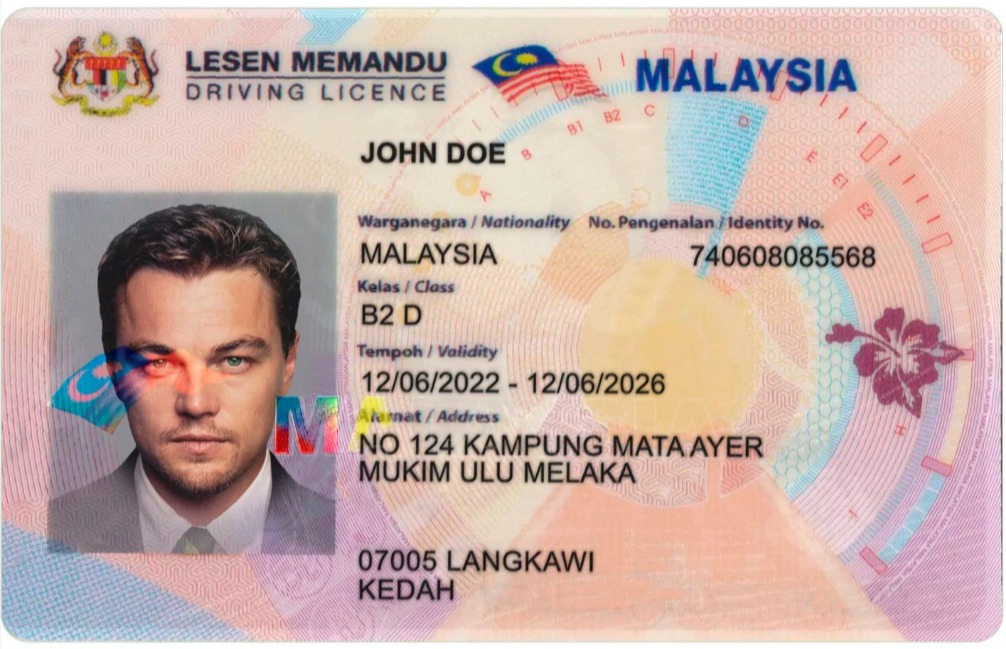 LESEN MEMANDU
DRIVING LICENCE
MALAYSIA
B B1 B2 C D E E1 E2
JOHN DOE
A
Warganegara / Nationality No. Pengenalan / Identity No.
MALAYSIA 740608085568
Kelas / Class
B2 D
Tempoh / Validity
12/06/2022 - 12/06/2026
MA
Alamat / Address
NO 124 KAMPUNG MATA AYER
MUKIM ULU MELAKA
H
I
07005 LANGKAWI
KEDAH